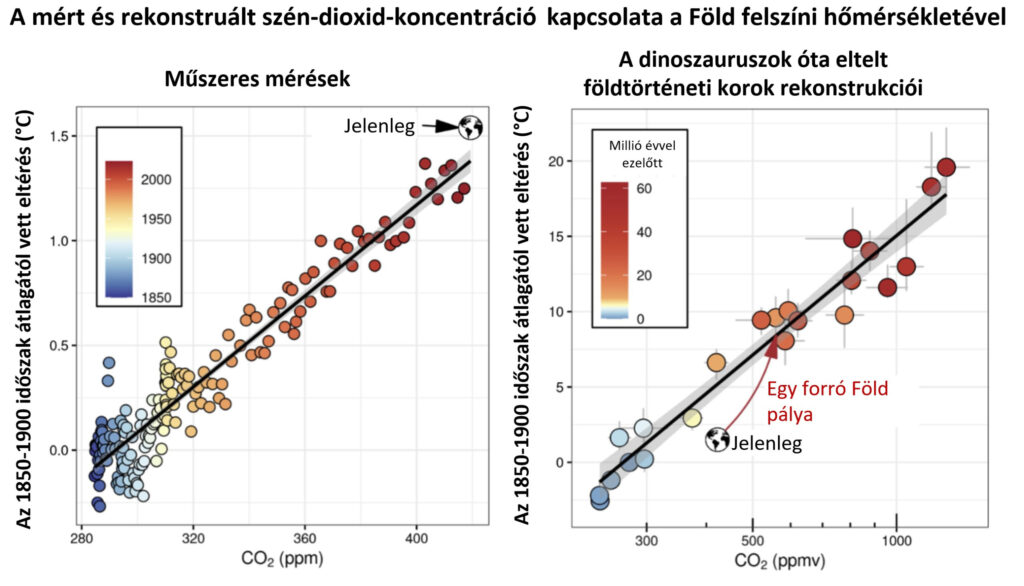 A mért és rekonstruált szén-dioxid-koncentráció kapcsolata a Föld felszíni hőmérsékletével
Műszeres mérések
Az 1850-1900 időszak átlagától vett eltérés (°C)
1.5
1.0
0.5
0.0
2000
1950
1900
1850
Jelenleg
280
320
360
400
CO₂ (ppm)
A dinoszauruszok óta eltelt
földtörténeti korok rekonstrukciói
Az 1850-1900 időszak átlagától vett eltérés (°C)
20
15
10
5
0
Millió évvel
ezelőtt
60
40
20
0
Egy forró Föld
pálya
Jelenleg
300
500
1000
CO₂ (ppmv)